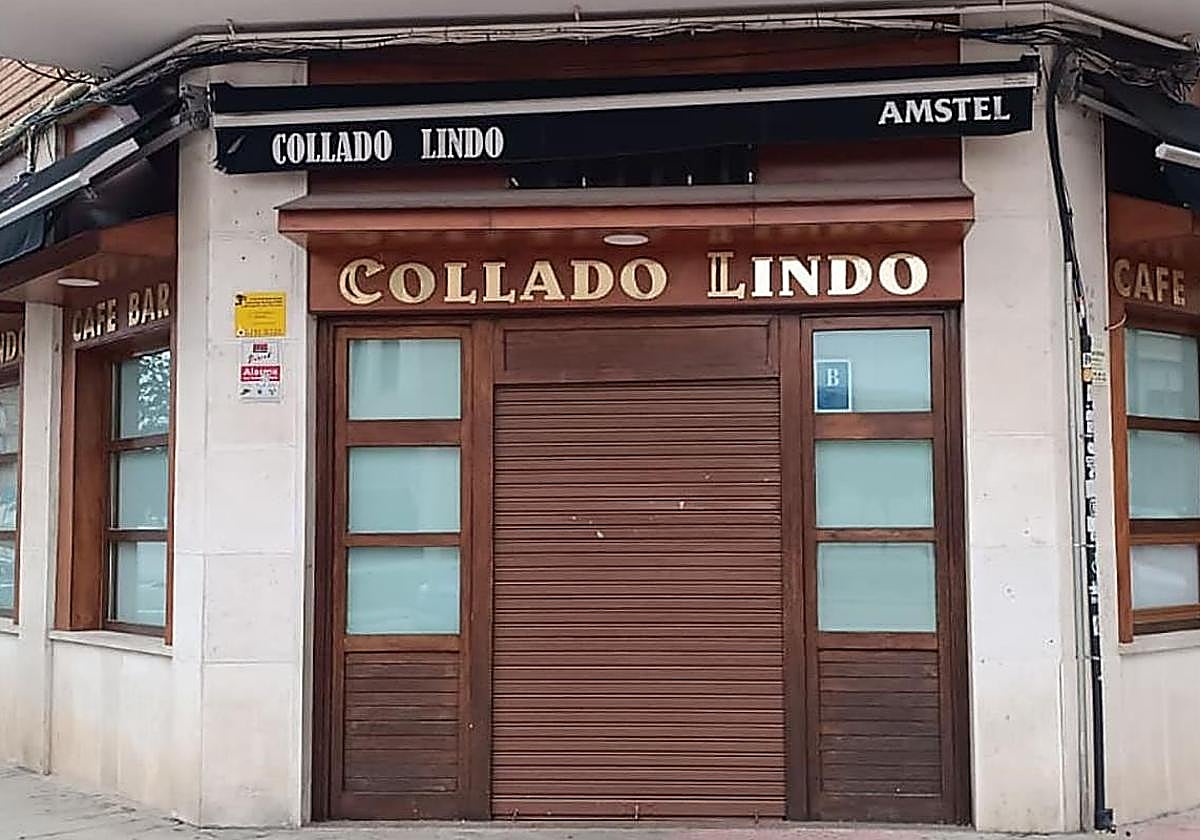 COLLADO LINDO
AMSTEL
COLLADO LINDO
CAFE BAR
CAFE
B
Alarma